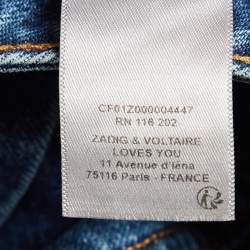 CF01Z000004447
RN 116 202
ZADIG & VOLTAIRE
LOVES YOU
11 Avenue d'Iéna
75116 Paris - FRANCE